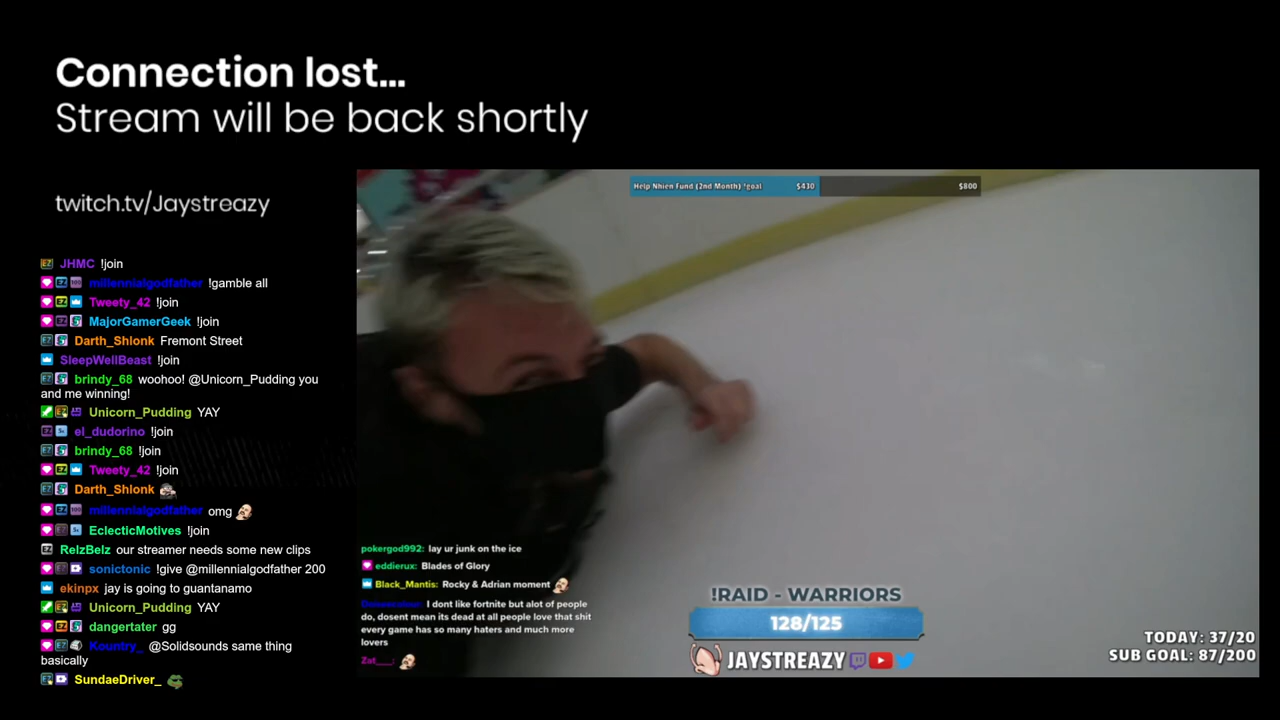 Connection lost...
Stream will be back shortly
twitch.tv/Jaystreazy
JHMC !join
millennialgodfather !gamble all
Tweety_42 !join
MajorGamerGeek !join
Darth_Shlonk Fremont Street
SleepWellBeast !join
brindy_68 woohoo! @Unicorn_Pudding you
and me winning!
Unicorn_Pudding YAY
el_dudorino !join
brindy_68 !join
Tweety_42 !join
Darth_Shlonk
millennialgodfather omg
EclecticMotives !join
RelzBelz our streamer needs some new clips
sonictonic !give @millennialgodfather 200
ekinpx jay is going to guantanamo
Unicorn_Pudding YAY
dangertater gg
Kountry_ @Solidsounds same thing
basically
SundaeDriver_
Help Nhien Fund (2nd Month) !goal $430 $800
pokergod992: lay ur junk on the ice
eddierux: Blades of Glory
Black_Mantis: Rocky & Adrian moment
I dont like fortnite but alot of people
do, dosent mean its dead at all people love that shit
every game has so many haters and much more
lovers
Zat___:
!RAID - WARRIORS
128/125
JAYSTREAZY
TODAY: 37/20
SUB GOAL: 87/200